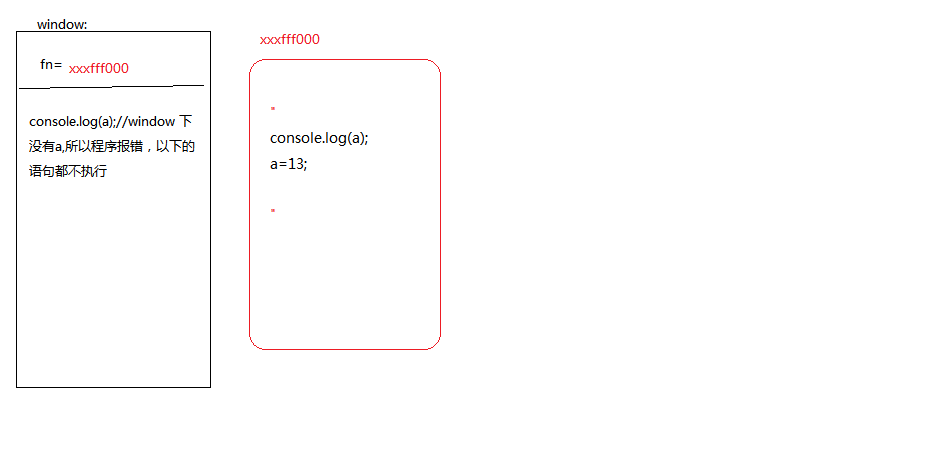 window:
fn= xxxfff000
console.log(a);//window 下
没有a,所以程序报错，以下的
语句都不执行
xxxfff000
"
console.log(a);
a=13;
"